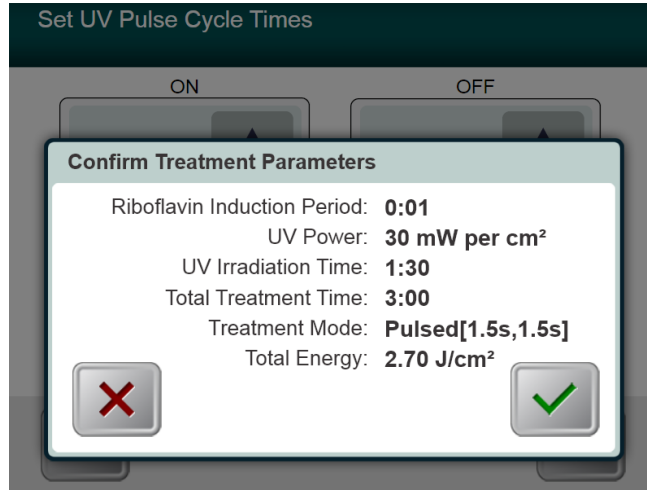 Set UV Pulse Cycle Times
ON OFF
Confirm Treatment Parameters
Riboflavin Induction Period: 0:01
UV Power: 30 mW per cm²
UV Irradiation Time: 1:30
Total Treatment Time: 3:00
Treatment Mode: Pulsed[1.5s,1.5s]
Total Energy: 2.70 J/cm²